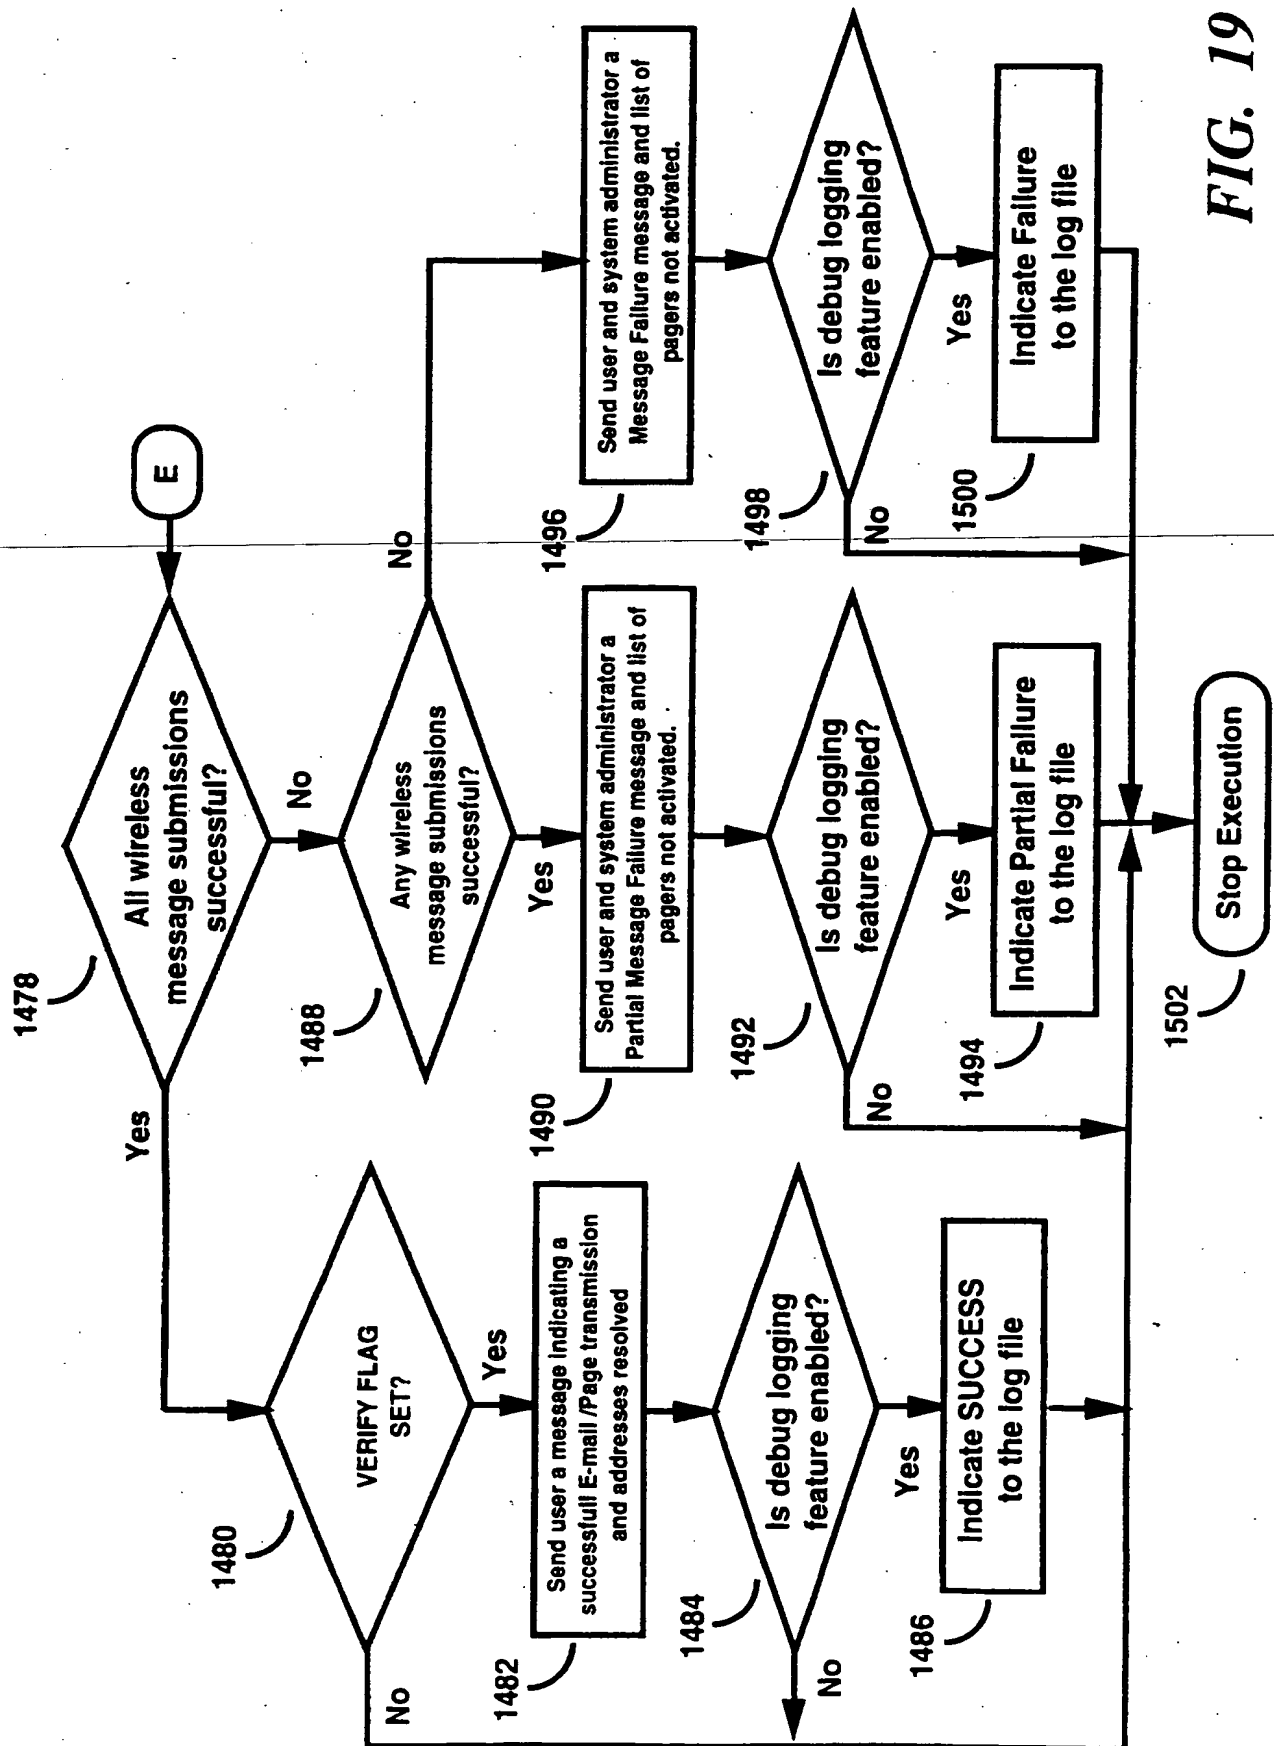 E
1478
All wireless
message submissions
successful?
Yes
No
1480
VERIFY FLAG
SET?
Yes
No
1482
Send user a message indicating a
successfull E-mail /Page transmission
and addresses resolved
1484
Is debug logging
feature enabled?
Yes
No
1486
Indicate SUCCESS
to the log file
1488
Any wireless
message submissions
successful?
Yes
No
1490
Send user and system administrator a
Partial Message Failure message and list of
pagers not activated.
1492
Is debug logging
feature enabled?
Yes
No
1494
Indicate Partial Failure
to the log file
1496
Send user and system administrator a
Message Failure message and list of
pagers not activated.
1498
Is debug logging
feature enabled?
Yes
No
1500
Indicate Failure
to the log file
1502
Stop Execution
FIG. 19